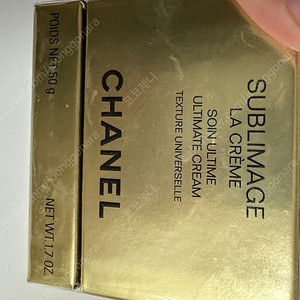 SUBLIMAGE
LA CRÈME
SOIN ULTIME
ULTIMATE CREAM
TEXTURE UNIVERSELLE
CHANEL
POIDS NET 50 g
NET WT. 1.7 OZ.